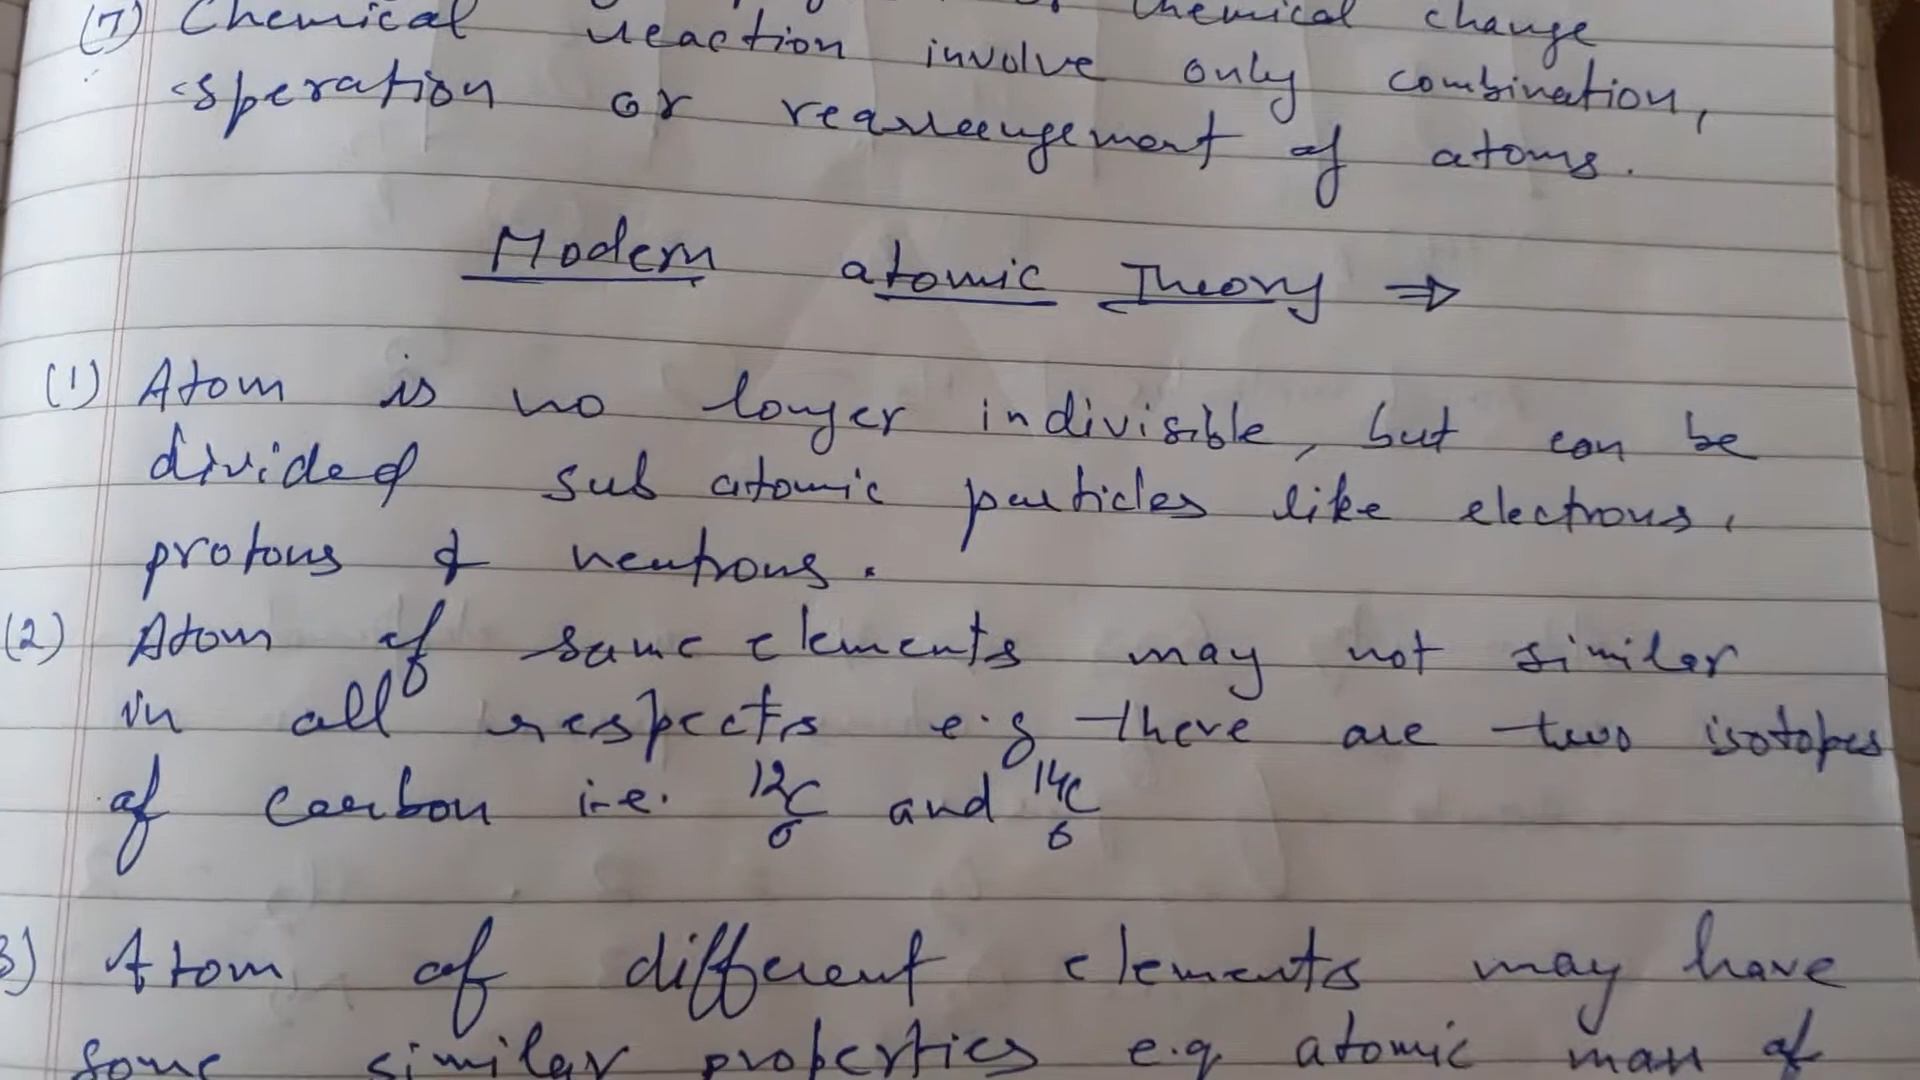 (7) Chemical reaction involve only combination,
speration or rearrengement of atoms.
Modern atomic Theory ⇒
(1) Atom is no longer indivisible, but can be
divided sub atomic particles like electrons,
protons & neutrons.
(2) Atom of same elements may not similar
in all respects e.g there are two isotopes
of carbon i.e. ¹²₆C and ¹⁴₆C
3) Atom of different elements may have
some similar properties e.g atomic mass of